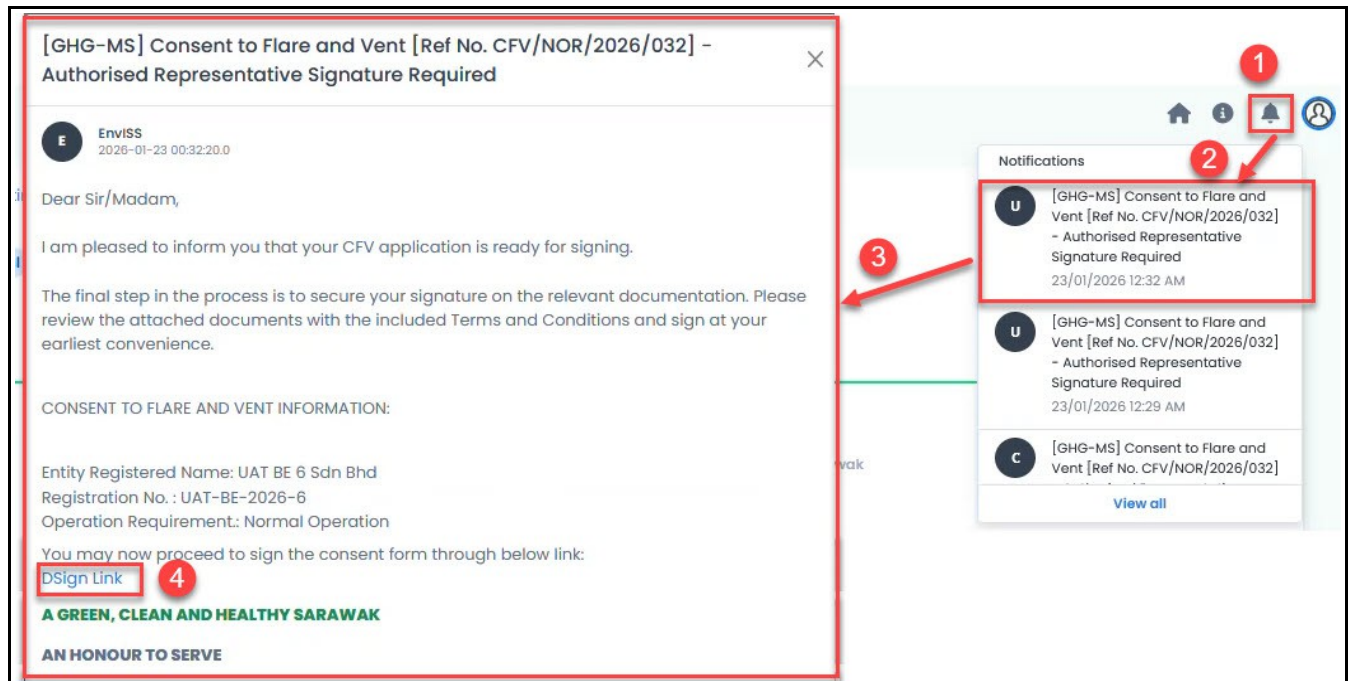 [GHG-MS] Consent to Flare and Vent [Ref No. CFV/NOR/2026/032] -
Authorised Representative Signature Required
E
EnvISS
2026-01-23 00:32:20.0
Dear Sir/Madam,
I am pleased to inform you that your CFV application is ready for signing.
The final step in the process is to secure your signature on the relevant documentation. Please
review the attached documents with the included Terms and Conditions and sign at your
earliest convenience.
CONSENT TO FLARE AND VENT INFORMATION:
Entity Registered Name: UAT BE 6 Sdn Bhd
Registration No. : UAT-BE-2026-6
Operation Requirement.: Normal Operation
You may now proceed to sign the consent form through below link:
DSign Link
4
A GREEN, CLEAN AND HEALTHY SARAWAK
AN HONOUR TO SERVE
3
1
Notifications
2
U
[GHG-MS] Consent to Flare and
Vent [Ref No. CFV/NOR/2026/032]
- Authorised Representative
Signature Required
23/01/2026 12:32 AM
U
[GHG-MS] Consent to Flare and
Vent [Ref No. CFV/NOR/2026/032]
- Authorised Representative
Signature Required
23/01/2026 12:29 AM
C
[GHG-MS] Consent to Flare and
Vent [Ref No. CFV/NOR/2026/032]
View all